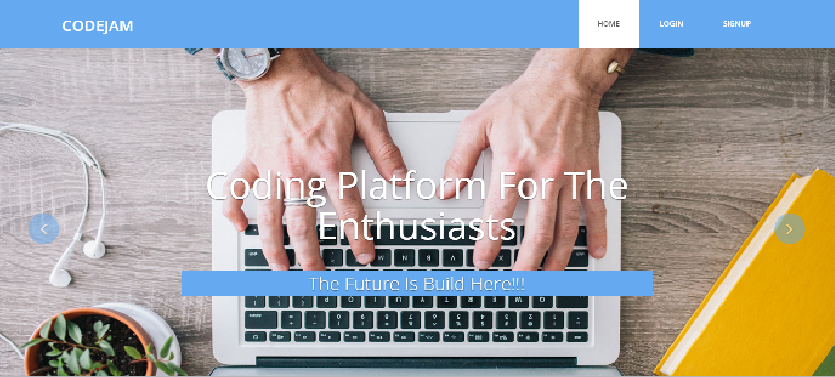 CODEJAM
HOME
LOGIN
SIGNUP
Coding Platform For The
Enthusiasts
The Future Is Build Here!!!